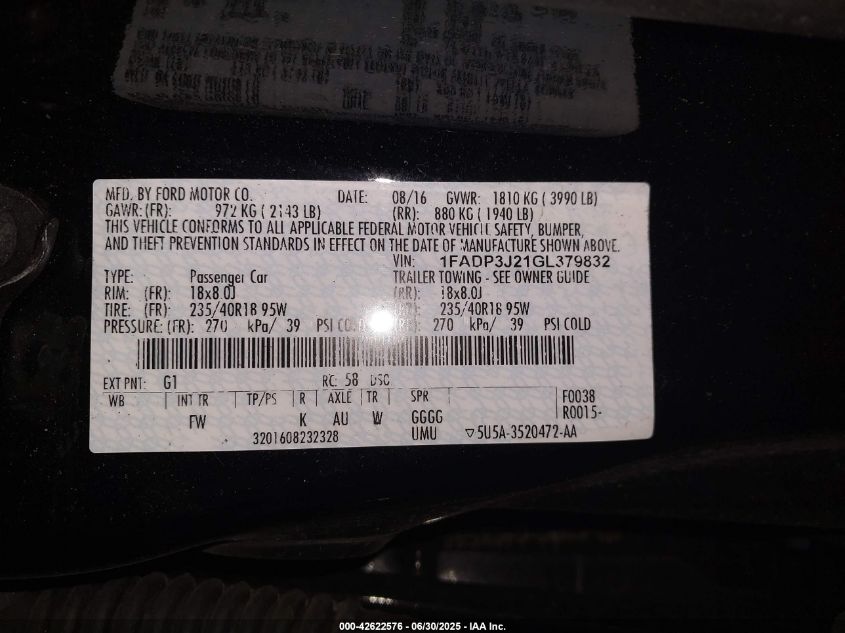 MFD. BY FORD MOTOR CO. DATE: 08/16 GVWR: 1810 KG ( 3990 LB)
GAWR: (FR): 972 KG ( 2143 LB) (RR): 880 KG ( 1940 LB)
THIS VEHICLE CONFORMS TO ALL APPLICABLE FEDERAL MOTOR VEHICLE SAFETY, BUMPER,
AND THEFT PREVENTION STANDARDS IN EFFECT ON THE DATE OF MANUFACTURE SHOWN ABOVE.
VIN: 1FADP3J21GL379832
TYPE: Passenger Car TRAILER TOWING - SEE OWNER GUIDE
RIM: (FR): 18x8.0J (RR): 18x8.0J
TIRE: (FR): 235/40R18 95W 235/40R18 95W
PRESSURE: (FR): 270 kPa/ 39 PSI COLD 270 kPa/ 39 PSI COLD
EXT PNT: G1 RC: 58 DSO:
WB INT TR TP/PS R AXLE TR SPR F0038
FW K AU W GGGG R0015-
3201608232328 UMU ▽5U5A-3520472-AA
000-42622576 - 06/30/2025 - IAA Inc.